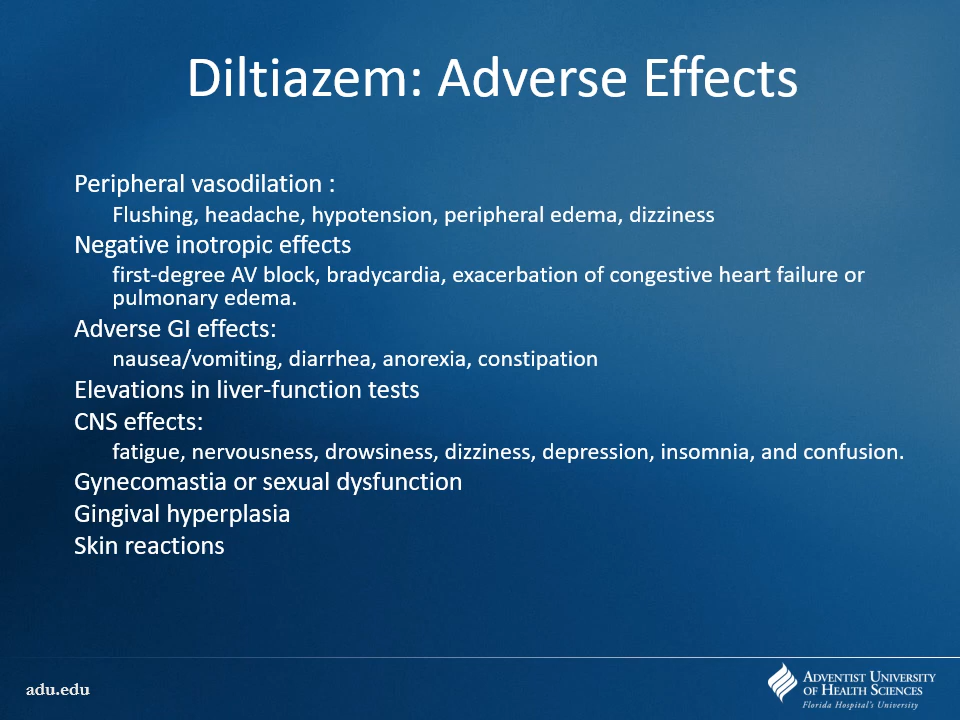 Diltiazem: Adverse Effects
Peripheral vasodilation :
Flushing, headache, hypotension, peripheral edema, dizziness
Negative inotropic effects
first-degree AV block, bradycardia, exacerbation of congestive heart failure or
pulmonary edema.
Adverse GI effects:
nausea/vomiting, diarrhea, anorexia, constipation
Elevations in liver-function tests
CNS effects:
fatigue, nervousness, drowsiness, dizziness, depression, insomnia, and confusion.
Gynecomastia or sexual dysfunction
Gingival hyperplasia
Skin reactions
adu.edu
ADVENTIST UNIVERSITY
OF HEALTH SCIENCES
Florida Hospital's University